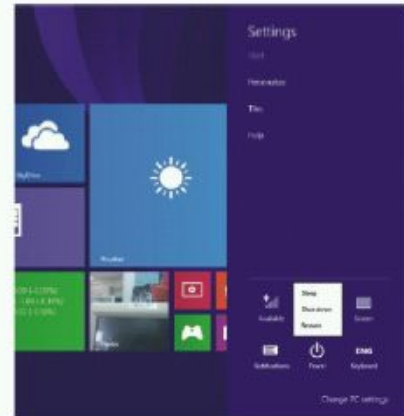 Settings
Start
Personalize
Tiles
Help
SkyDrive
Weather
Sleep
Shut down
Restart
Available
Screen
Notifications
Power
ENG
Keyboard
Change PC settings